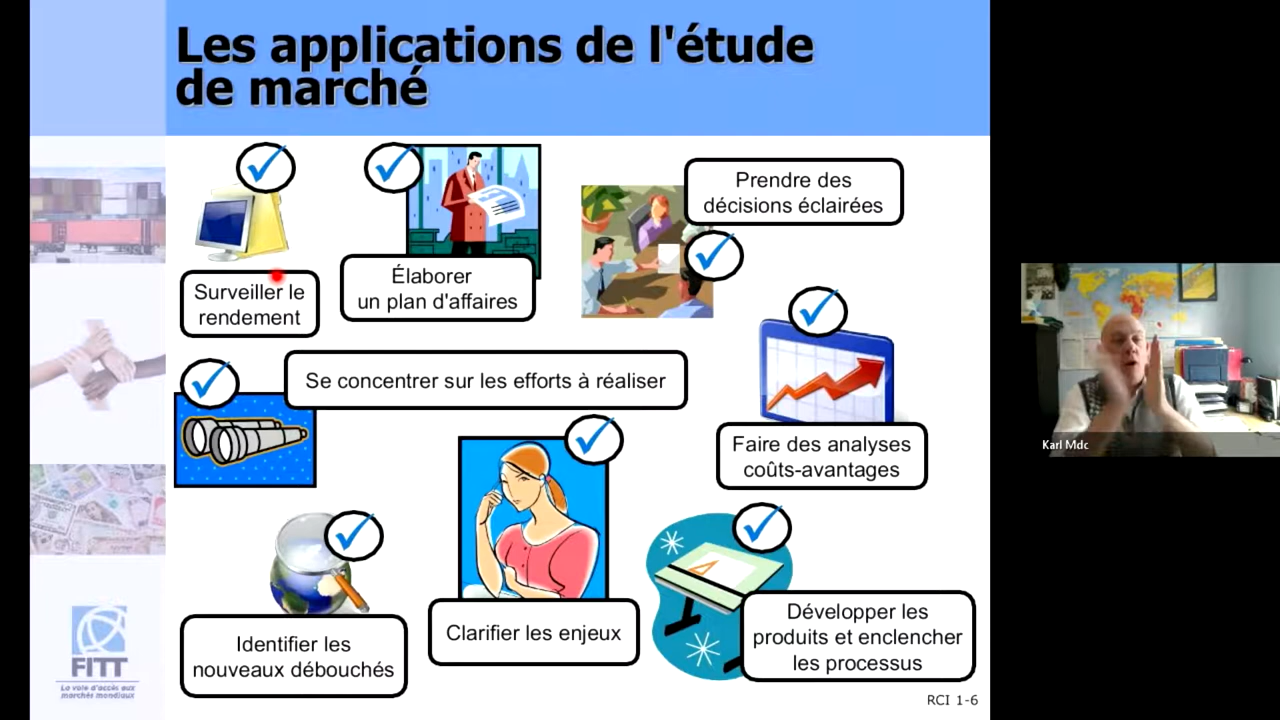 Les applications de l'étude
de marché
Prendre des
décisions éclairées
Élaborer
un plan d'affaires
Surveiller le
rendement
Se concentrer sur les efforts à réaliser
Faire des analyses
coûts-avantages
Karl Mdc
Développer les
produits et enclencher
les processus
Clarifier les enjeux
Identifier les
nouveaux débouchés
FITT
La voie d'accès aux
marchés mondiaux
RCI 1-6